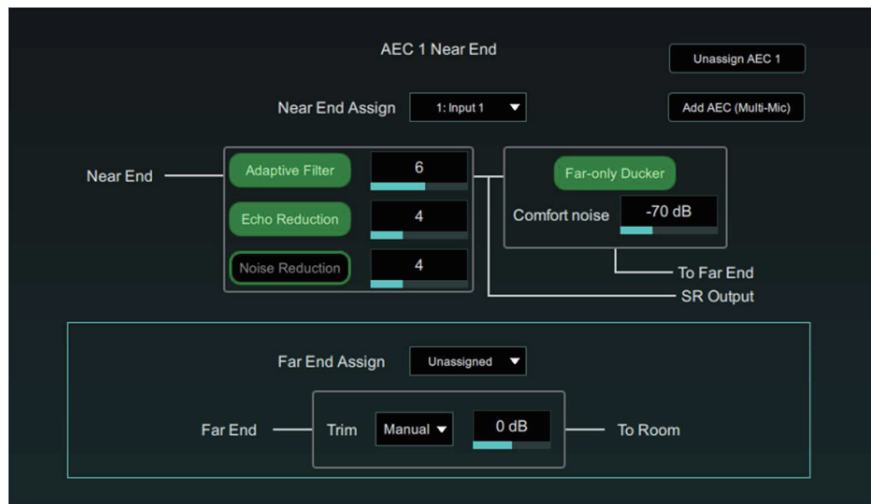 AEC 1 Near End
Unassign AEC 1
Near End Assign 1: Input 1
Add AEC (Multi-Mic)
Near End
Adaptive Filter 6
Far-only Ducker
Echo Reduction 4
Comfort noise -70 dB
Noise Reduction 4
To Far End
SR Output
Far End Assign Unassigned
Far End Trim Manual 0 dB To Room